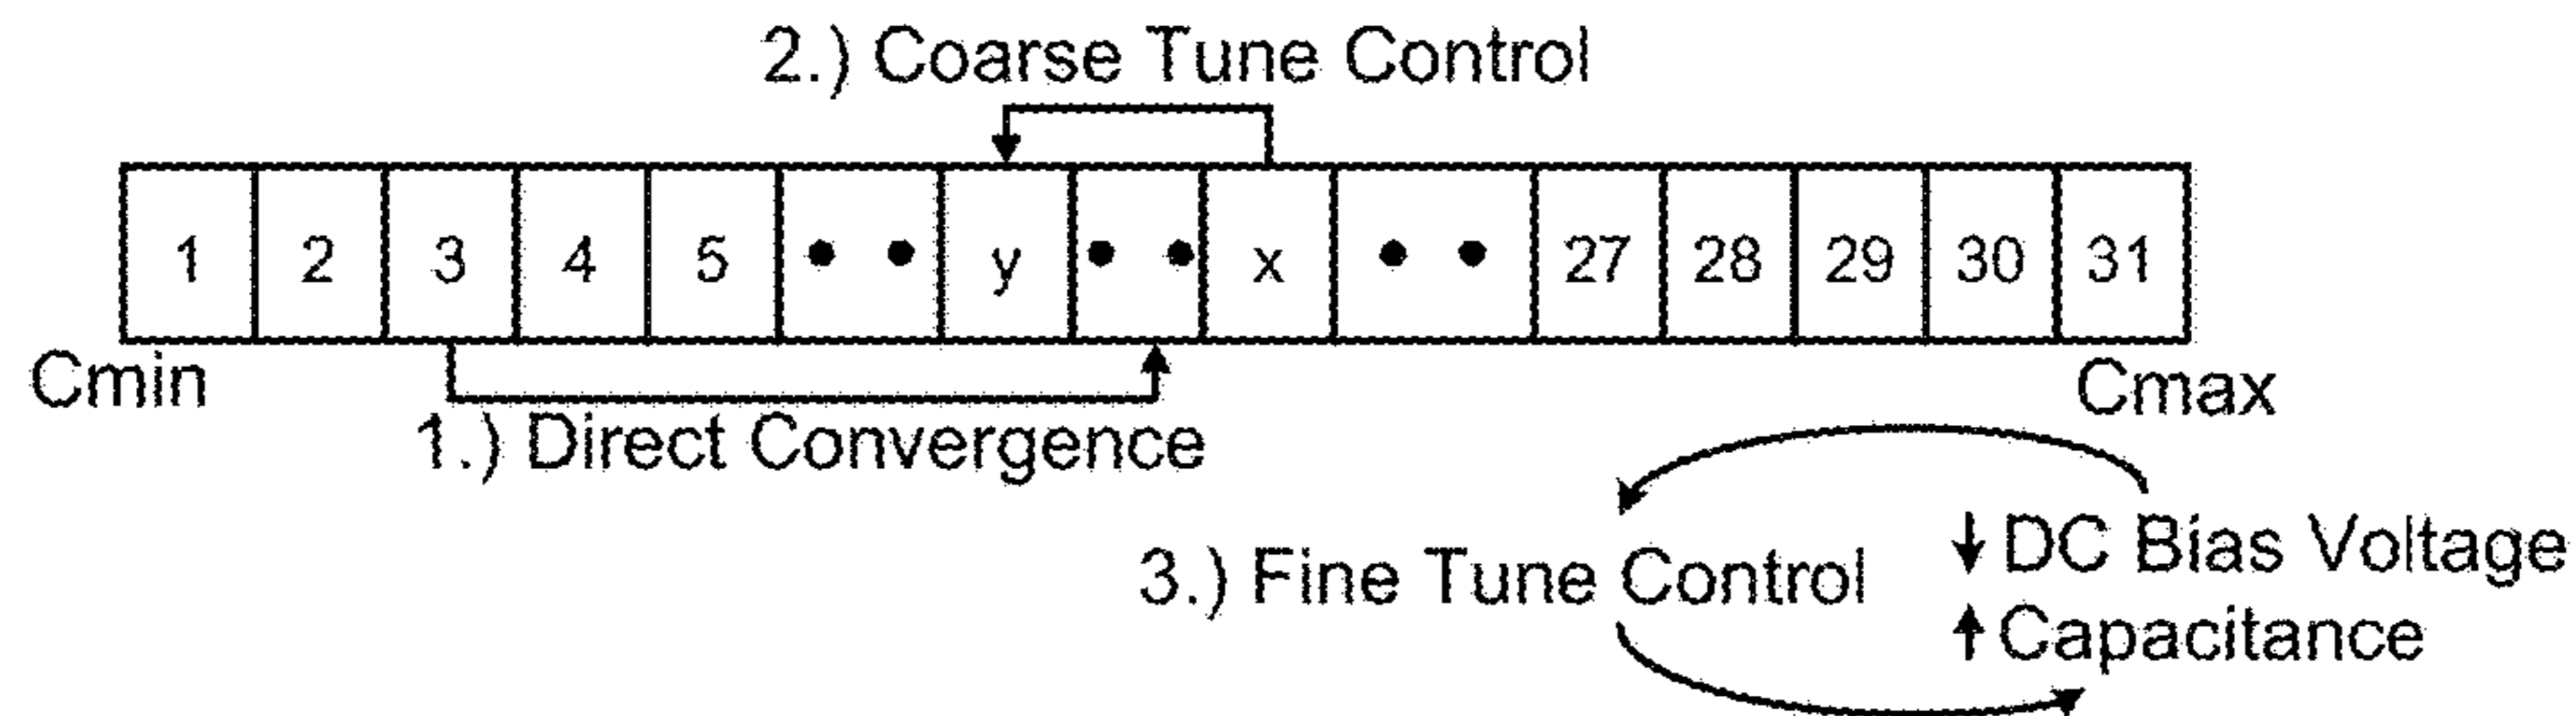 2.) Coarse Tune Control
1 2 3 4 5 • • y • • x • • 27 28 29 30 31
Cmin Cmax
1.) Direct Convergence
3.) Fine Tune Control ↓ DC Bias Voltage
↑ Capacitance